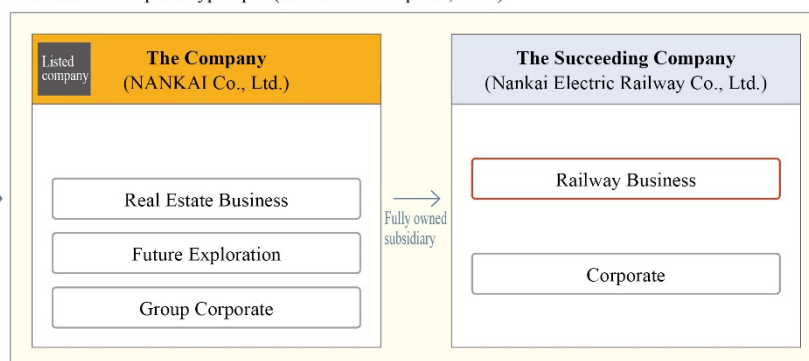 Listed
company
The Company
(NANKAI Co., Ltd.)
Real Estate Business
Future Exploration
Group Corporate
Fully owned
subsidiary
The Succeeding Company
(Nankai Electric Railway Co., Ltd.)
Railway Business
Corporate